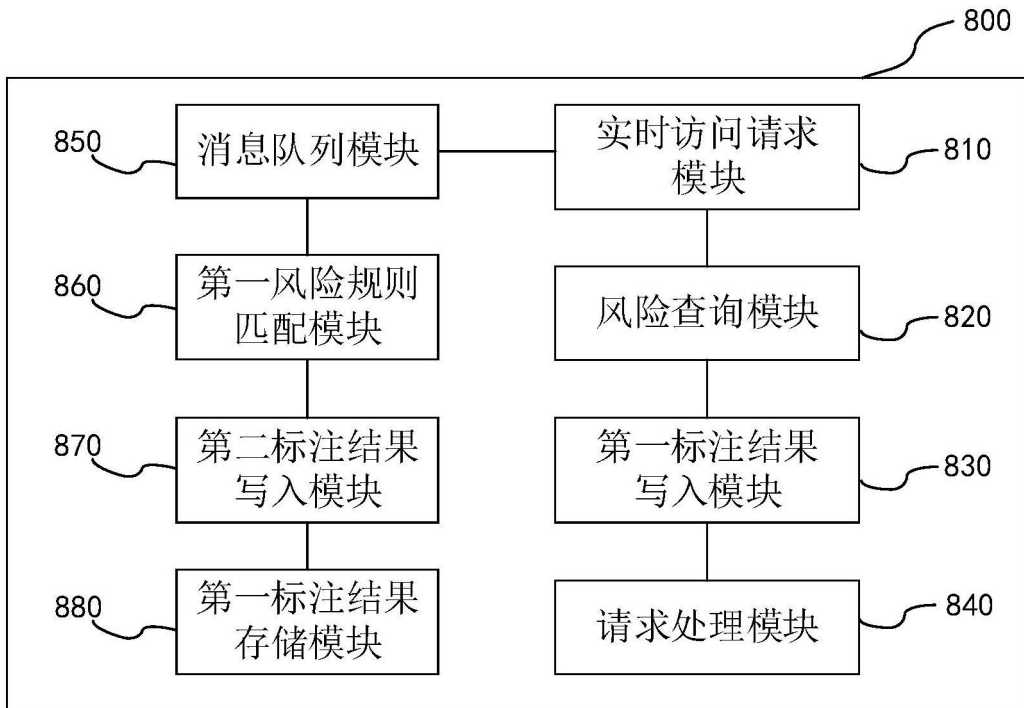 800
850
消息队列模块
实时访问请求
模块
810
860
第一风险规则
匹配模块
风险查询模块
820
870
第二标注结果
写入模块
第一标注结果
写入模块
830
880
第一标注结果
存储模块
请求处理模块
840